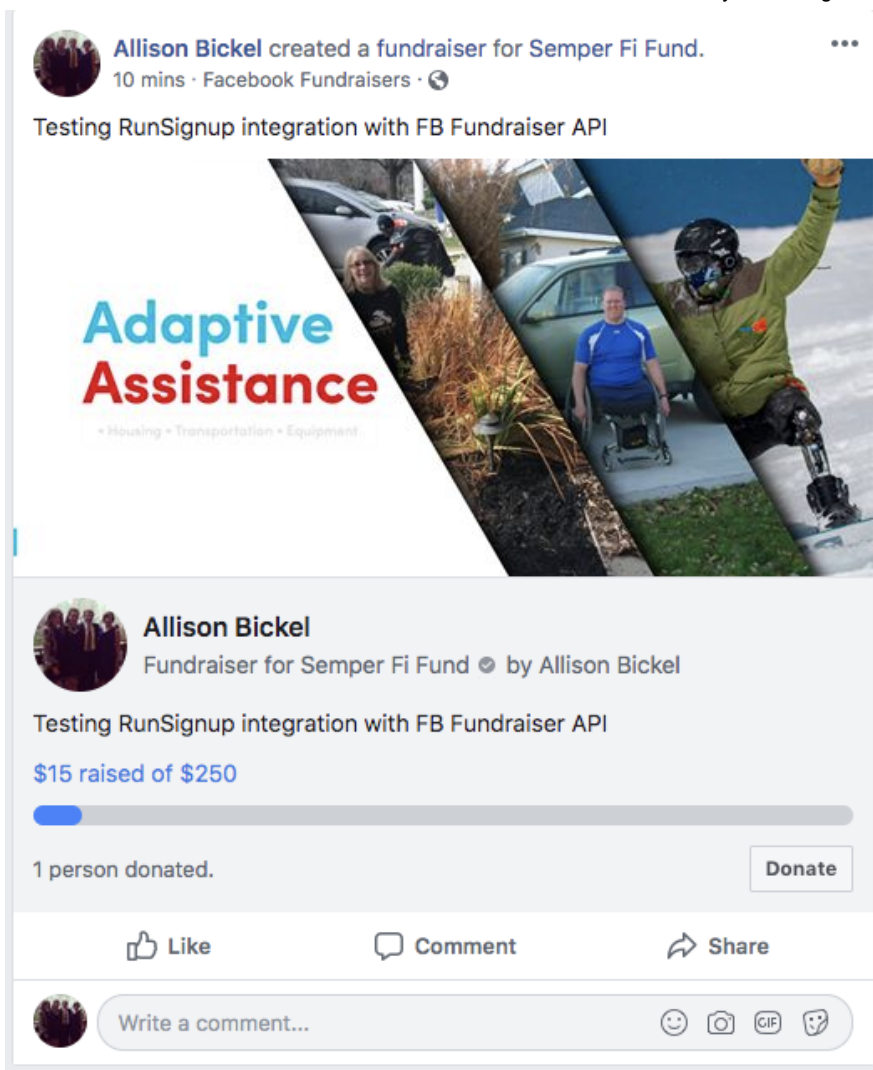 Allison Bickel created a fundraiser for Semper Fi Fund.
10 mins · Facebook Fundraisers ·
Testing RunSignup integration with FB Fundraiser API
Adaptive
Assistance
• Housing • Transportation • Equipment
Allison Bickel
Fundraiser for Semper Fi Fund by Allison Bickel
Testing RunSignup integration with FB Fundraiser API
$15 raised of $250
1 person donated.
Donate
Like Comment Share
Write a comment... GIF